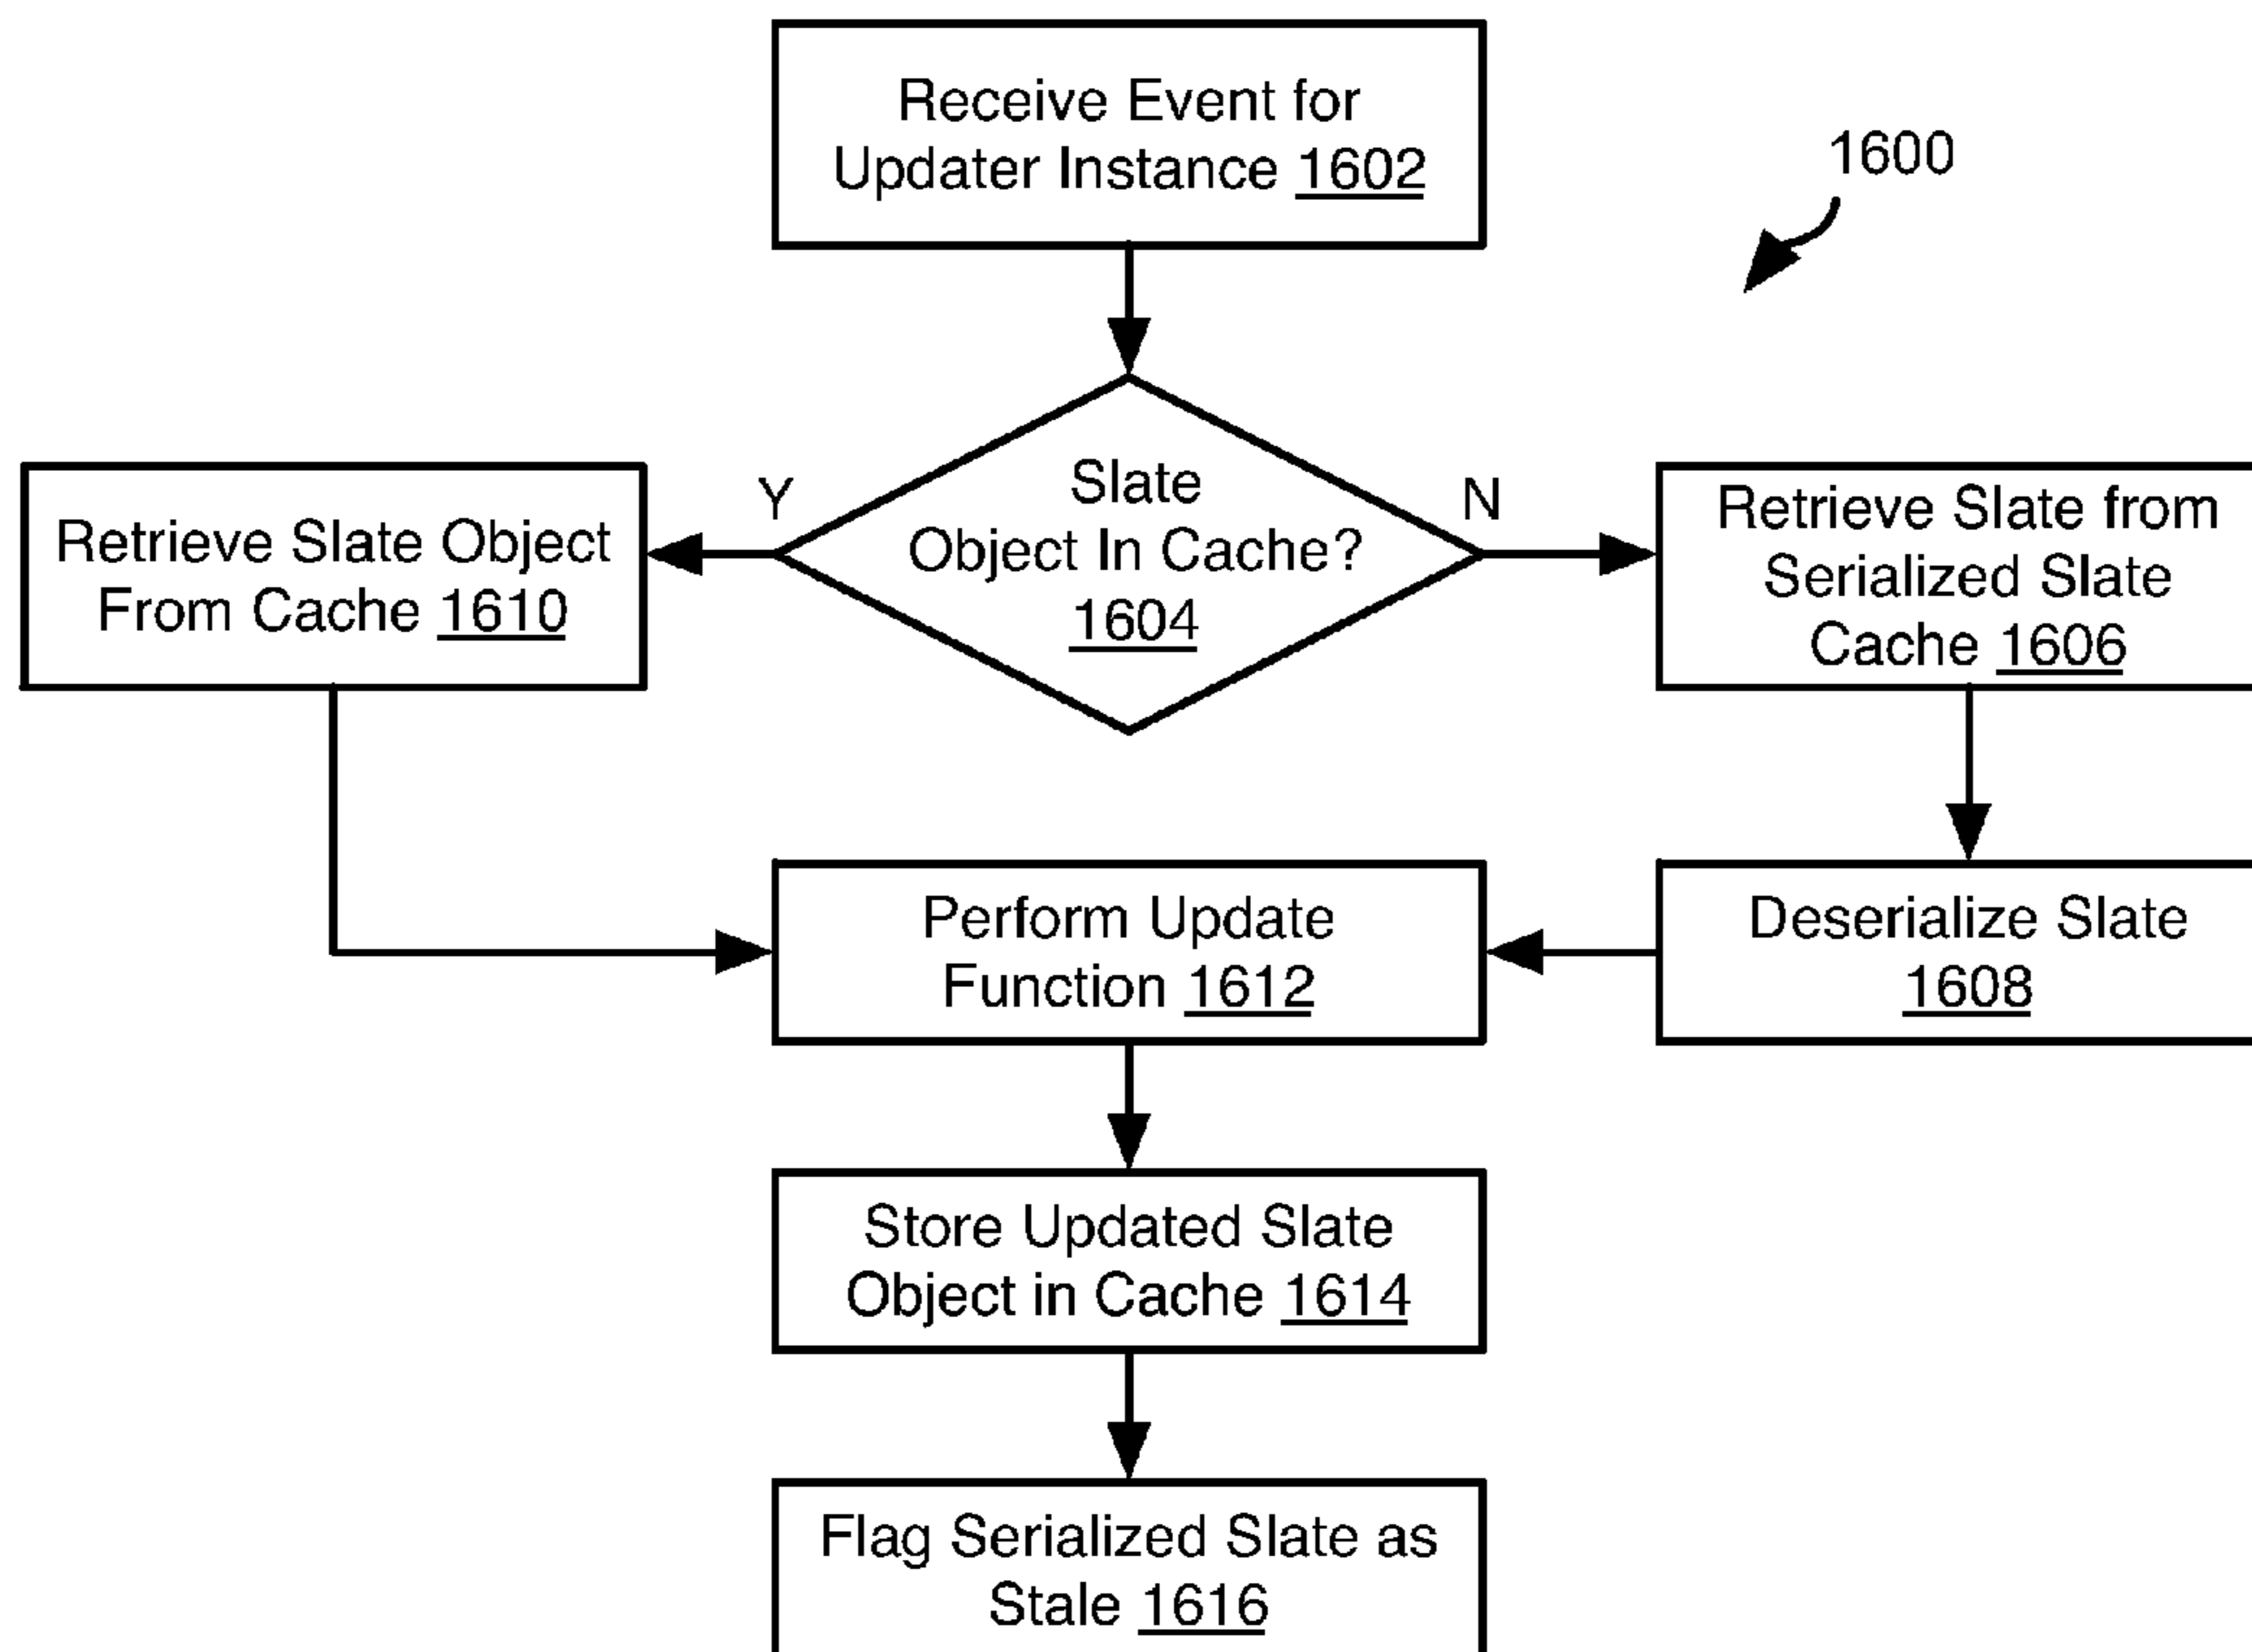 Receive Event for
Updater Instance 1602
1600
Slate
Object In Cache?
1604
Y
N
Retrieve Slate Object
From Cache 1610
Retrieve Slate from
Serialized Slate
Cache 1606
Perform Update
Function 1612
Deserialize Slate
1608
Store Updated Slate
Object in Cache 1614
Flag Serialized Slate as
Stale 1616